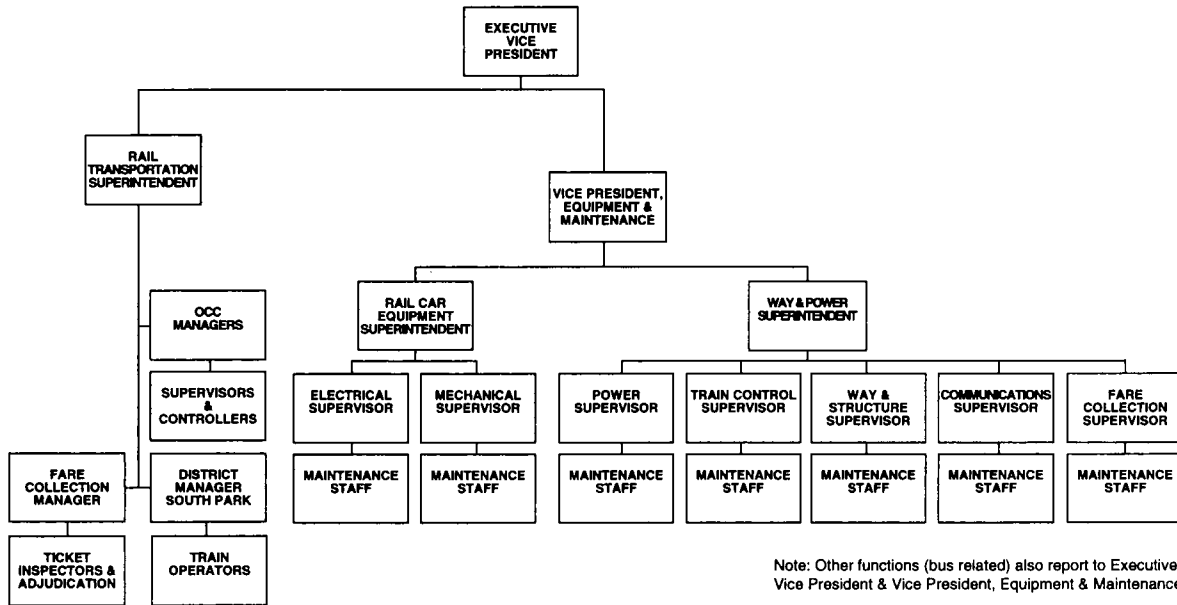 EXECUTIVE
VICE
PRESIDENT
RAIL
TRANSPORTATION
SUPERINTENDENT
VICE PRESIDENT,
EQUIPMENT &
MAINTENANCE
OCC
MANAGERS
RAIL CAR
EQUIPMENT
SUPERINTENDENT
WAY & POWER
SUPERINTENDENT
SUPERVISORS
&
CONTROLLERS
ELECTRICAL
SUPERVISOR
MECHANICAL
SUPERVISOR
POWER
SUPERVISOR
TRAIN CONTROL
SUPERVISOR
WAY &
STRUCTURE
SUPERVISOR
COMMUNICATIONS
SUPERVISOR
FARE
COLLECTION
SUPERVISOR
FARE
COLLECTION
MANAGER
DISTRICT
MANAGER
SOUTH PARK
MAINTENANCE
STAFF
MAINTENANCE
STAFF
MAINTENANCE
STAFF
MAINTENANCE
STAFF
MAINTENANCE
STAFF
MAINTENANCE
STAFF
MAINTENANCE
STAFF
TICKET
INSPECTORS &
ADJUDICATION
TRAIN
OPERATORS
Note: Other functions (bus related) also report to Executive
Vice President & Vice President, Equipment & Maintenance